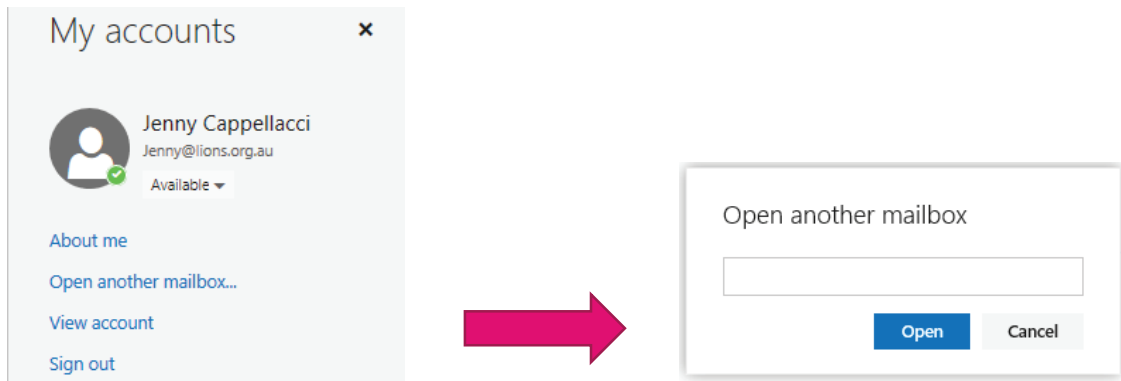 My accounts ×
Jenny Cappellacci
Jenny@lions.org.au
Available
About me
Open another mailbox...
View account
Sign out
Open another mailbox
Open Cancel